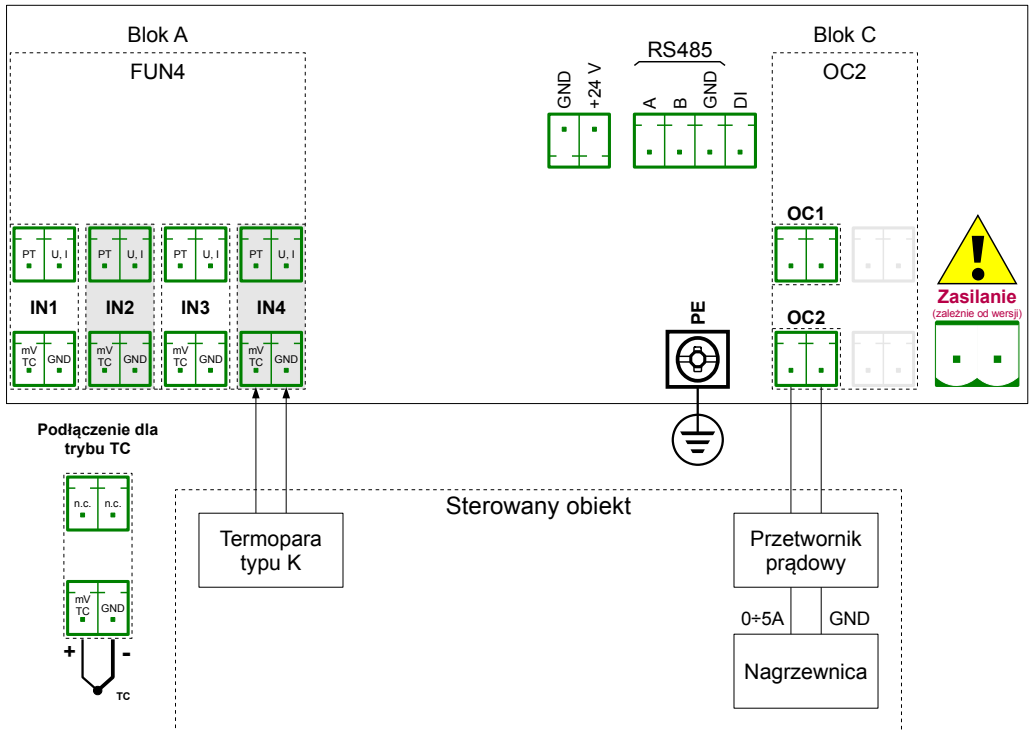 Blok A
FUN4
RS485
Blok C
OC2
GND
+24 V
A
B
GND
DI
OC1
PT U, I
PT U, I
PT U, I
PT U, I
IN1
IN2
IN3
IN4
mV TC GND
mV TC GND
mV TC GND
mV TC GND
PE
OC2
Zasilanie
(zależnie od wersji)
Podłączenie dla
trybu TC
n.c. n.c.
mV TC GND
+ -
TC
Sterowany obiekt
Termopara
typu K
Przetwornik
prądowy
0÷5A GND
Nagrzewnica